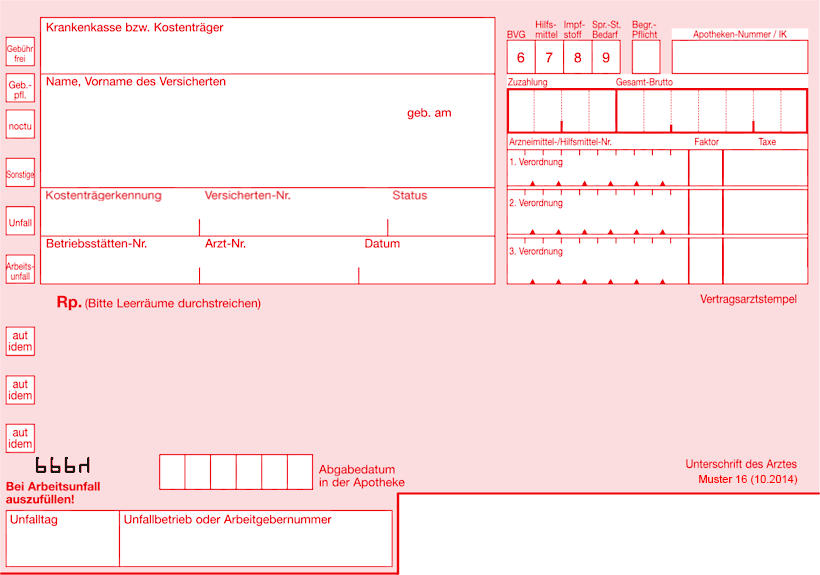 Krankenkasse bzw. Kostenträger
BVG
Hilfs-
mittel
Impf-
stoff
Spr.-St.
Bedarf
Begr.-
Pflicht
Apotheken-Nummer / IK
6 7 8 9
Gebühr
frei
Geb.-
pfl.
noctu
Sonstige
Unfall
Arbeits-
unfall
Name, Vorname des Versicherten
geb. am
Zuzahlung
Gesamt-Brutto
Arzneimittel-/Hilfsmittel-Nr.
Faktor
Taxe
1. Verordnung
2. Verordnung
3. Verordnung
Kostenträgerkennung
Versicherten-Nr.
Status
Betriebsstätten-Nr.
Arzt-Nr.
Datum
Rp. (Bitte Leerräume durchstreichen)
Vertragsarztstempel
aut
idem
aut
idem
aut
idem
Bei Arbeitsunfall
auszufüllen!
Abgabedatum
in der Apotheke
Unterschrift des Arztes
Muster 16 (10.2014)
Unfalltag
Unfallbetrieb oder Arbeitgebernummer